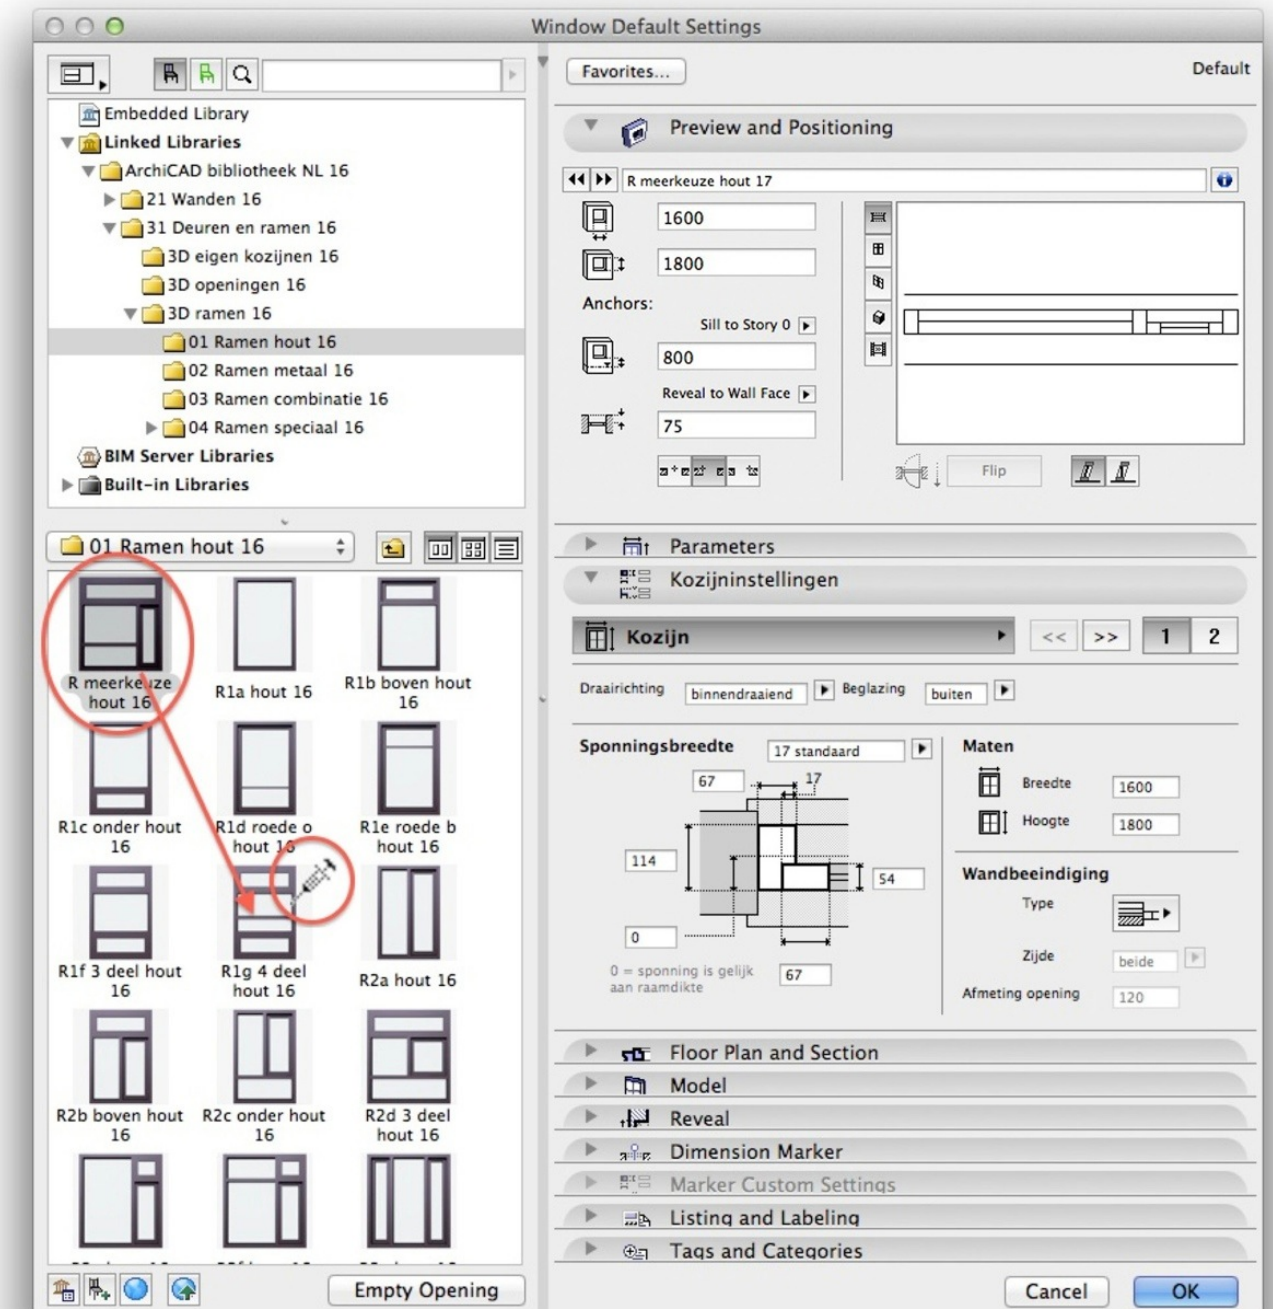 Window Default Settings
Embedded Library
Linked Libraries
ArchiCAD bibliotheek NL 16
21 Wanden 16
31 Deuren en ramen 16
3D eigen kozijnen 16
3D openingen 16
3D ramen 16
01 Ramen hout 16
02 Ramen metaal 16
03 Ramen combinatie 16
04 Ramen speciaal 16
BIM Server Libraries
Built-in Libraries
01 Ramen hout 16
R meerkeuze
hout 16
R1a hout 16
R1b boven hout
16
R1c onder hout
16
R1d roede o
hout 16
R1e roede b
hout 16
R1f 3 deel hout
16
R1g 4 deel
hout 16
R2a hout 16
R2b boven hout
16
R2c onder hout
16
R2d 3 deel
hout 16
Empty Opening
Favorites...
Default
Preview and Positioning
R meerkeuze hout 17
1600
1800
Anchors:
Sill to Story 0
800
Reveal to Wall Face
75
Flip
Parameters
Kozijninstellingen
Kozijn
<< >> 1 2
Draairichting binnendraaiend Beglazing buiten
Sponningsbreedte 17 standaard
67 17
114
54
0
0 = sponning is gelijk
aan raamdikte
67
Maten
Breedte 1600
Hoogte 1800
Wandbeeindiging
Type
Zijde beide
Afmeting opening 120
Floor Plan and Section
Model
Reveal
Dimension Marker
Marker Custom Settings
Listing and Labeling
Tags and Categories
Cancel OK